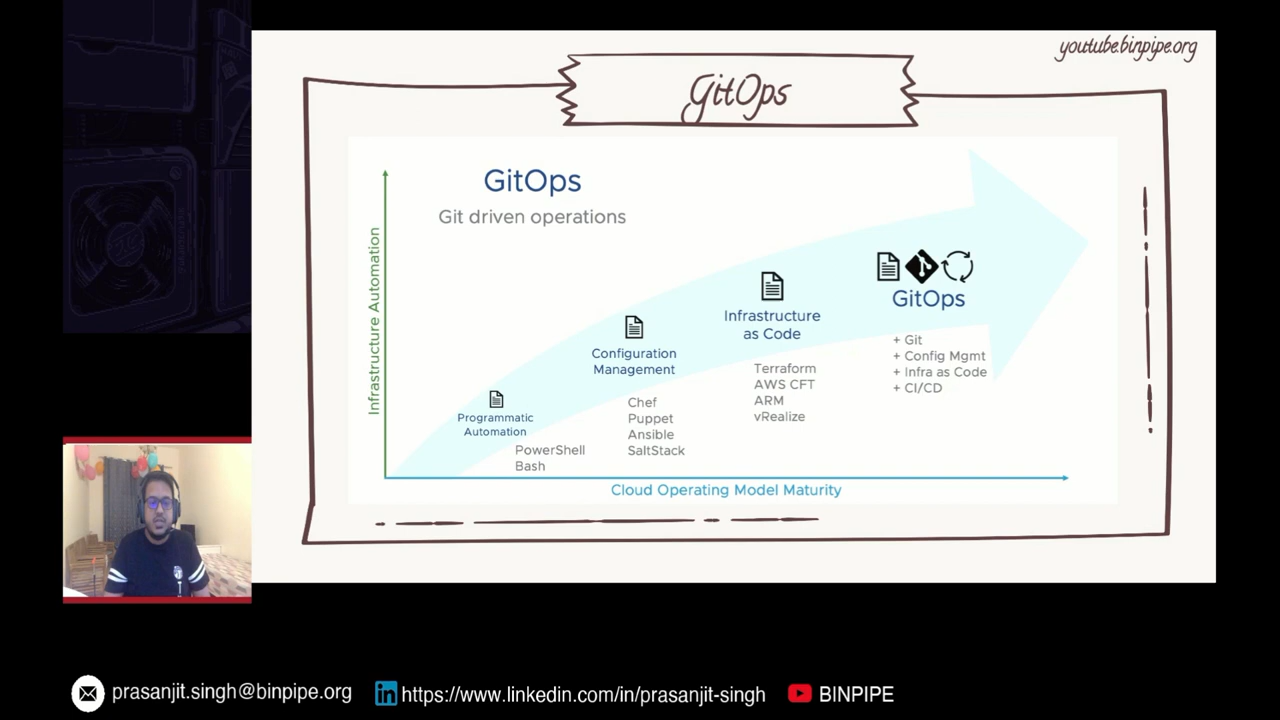 youtube.binpipe.org
GitOps
GitOps
Git driven operations
Infrastructure Automation
Programmatic
Automation
PowerShell
Bash
Configuration
Management
Chef
Puppet
Ansible
SaltStack
Infrastructure
as Code
Terraform
AWS CFT
ARM
vRealize
GitOps
+ Git
+ Config Mgmt
+ Infra as Code
+ CI/CD
Cloud Operating Model Maturity
prasanjit.singh@binpipe.org
in https://www.linkedin.com/in/prasanjit-singh
BINPIPE